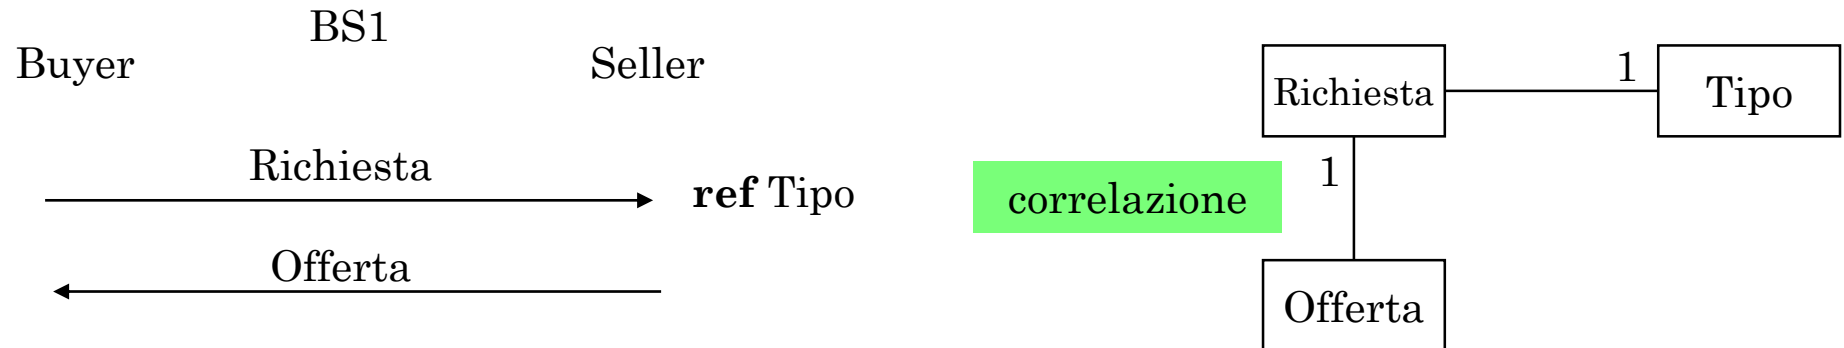 BS1
Buyer
Seller
Richiesta
ref Tipo
Offerta
Richiesta
1
Tipo
correlazione
1
Offerta